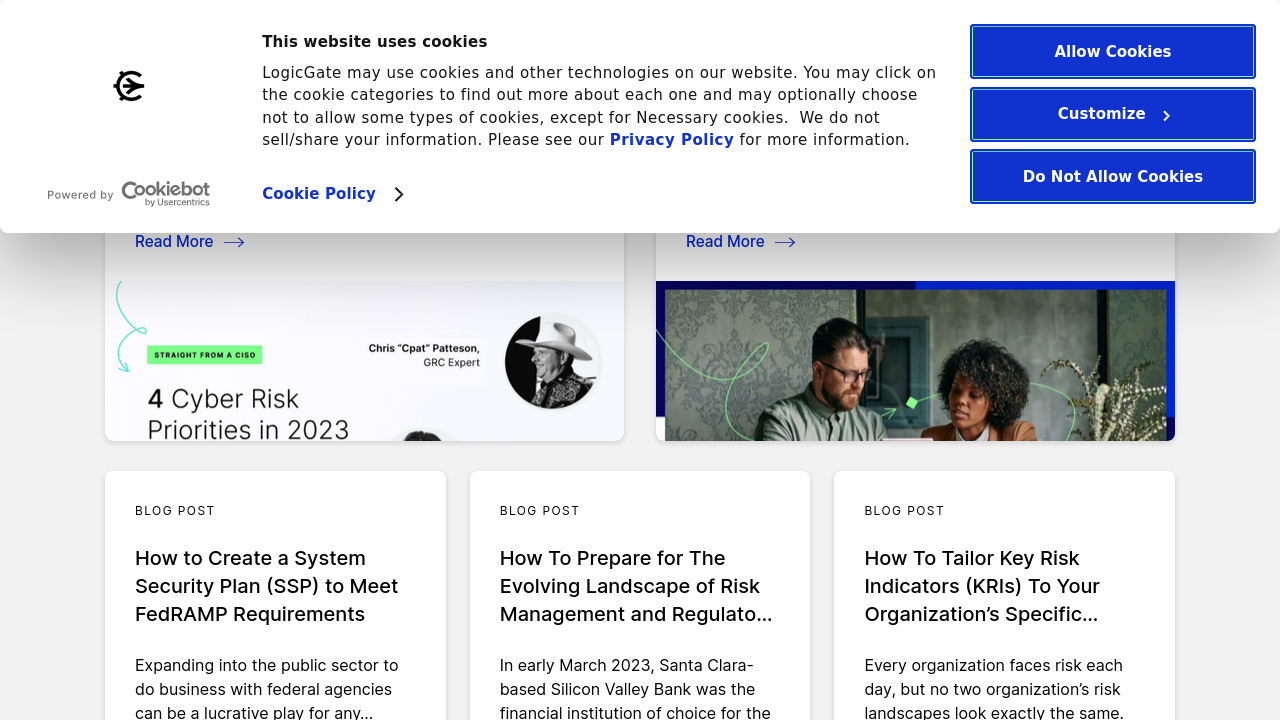 This website uses cookies
LogicGate may use cookies and other technologies on our website. You may click on
the cookie categories to find out more about each one and may optionally choose
not to allow some types of cookies, except for Necessary cookies.  We do not
sell/share your information. Please see our Privacy Policy for more information.
Cookie Policy
Powered by Cookiebot
by Usercentrics
Allow Cookies
Customize
Do Not Allow Cookies
Read More
Read More
STRAIGHT FROM A CISO
Chris "Cpat" Patteson,
GRC Expert
4 Cyber Risk
Priorities in 2023
BLOG POST
How to Create a System
Security Plan (SSP) to Meet
FedRAMP Requirements
Expanding into the public sector to
do business with federal agencies
can be a lucrative play for any...
BLOG POST
How To Prepare for The
Evolving Landscape of Risk
Management and Regulato...
In early March 2023, Santa Clara-
based Silicon Valley Bank was the
financial institution of choice for the
BLOG POST
How To Tailor Key Risk
Indicators (KRIs) To Your
Organization’s Specific...
Every organization faces risk each
day, but no two organization’s risk
landscapes look exactly the same.